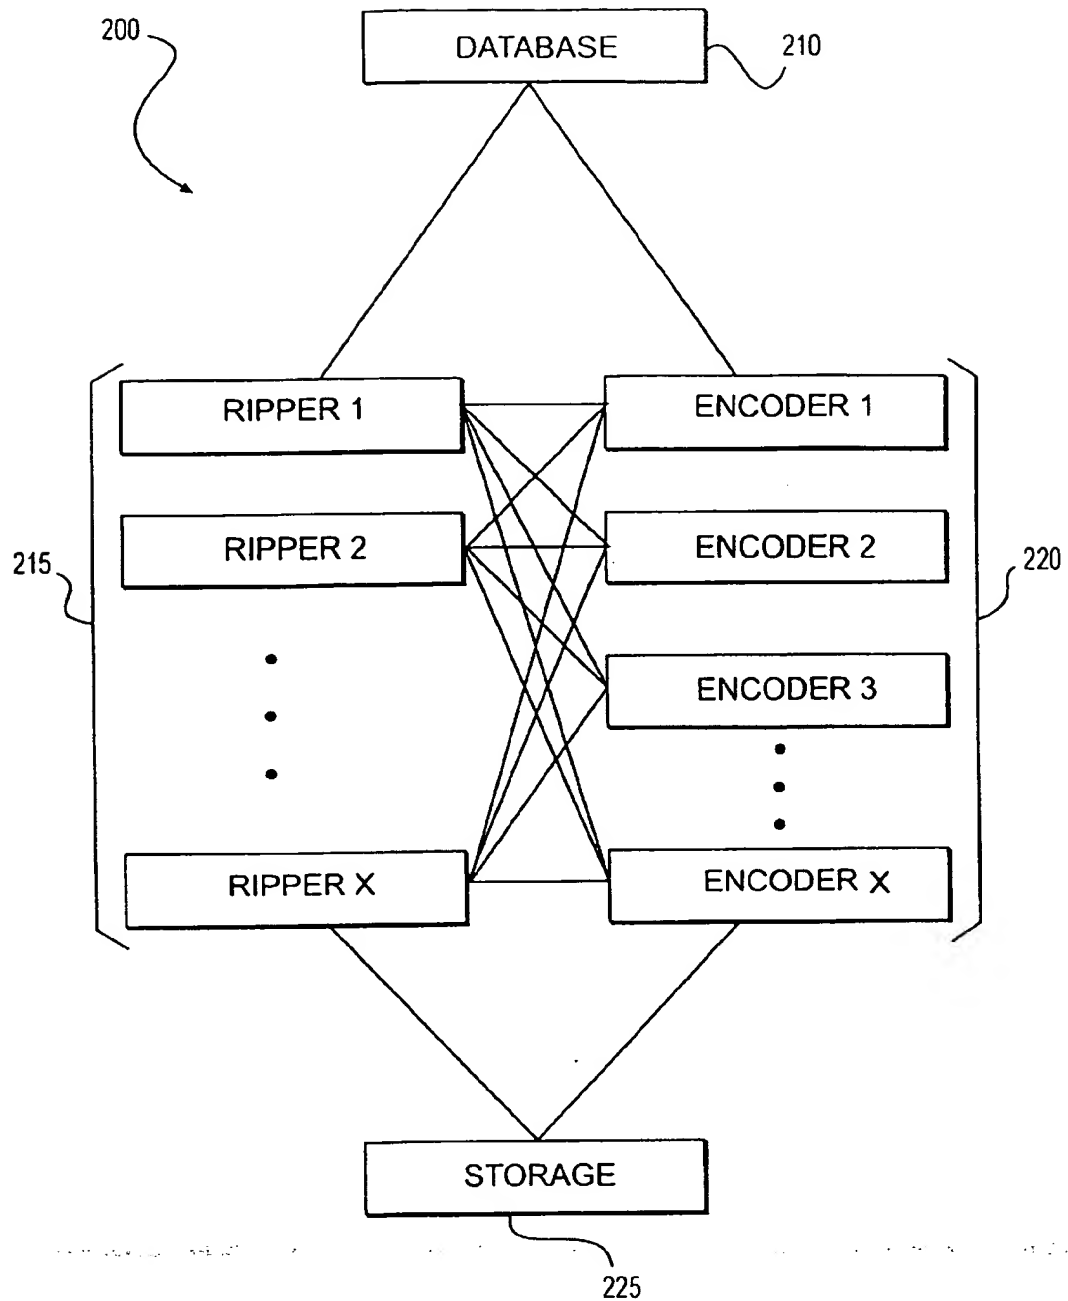 200
DATABASE
210
RIPPER 1
ENCODER 1
RIPPER 2
ENCODER 2
215
220
ENCODER 3
RIPPER X
ENCODER X
STORAGE
225